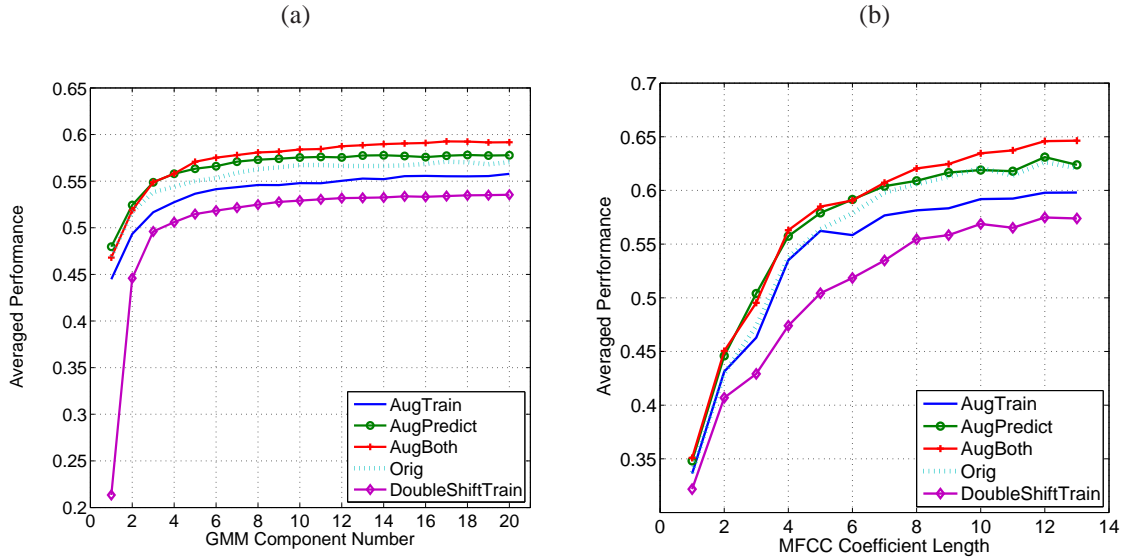 (a)
0.65
0.6
0.55
0.5
0.45
0.4
0.35
0.3
0.25
0.2
0 2 4 6 8 10 12 14 16 18 20
Averaged Performance
GMM Component Number
AugTrain
AugPredict
AugBoth
Orig
DoubleShiftTrain
(b)
0.7
0.65
0.6
0.55
0.5
0.45
0.4
0.35
0 2 4 6 8 10 12 14
Averaged Performance
MFCC Coefficient Length
AugTrain
AugPredict
AugBoth
Orig
DoubleShiftTrain